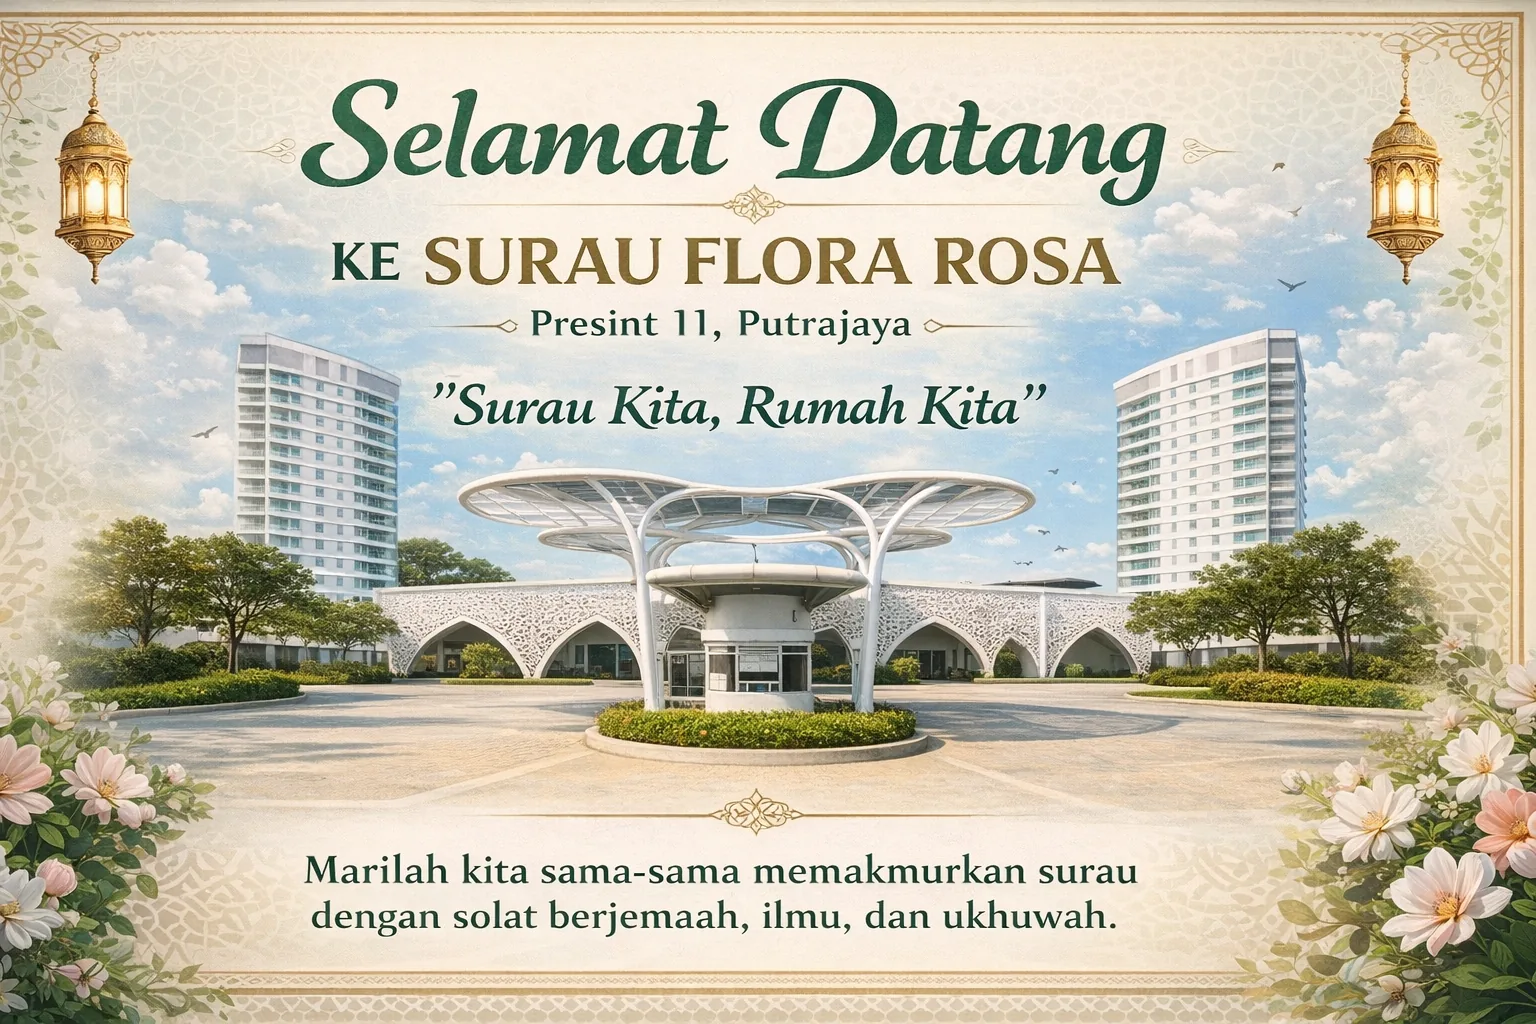 Selamat Datang
KE SURAU FLORA ROSA
Presint 11, Putrajaya
"Surau Kita, Rumah Kita"
Marilah kita sama-sama memakmurkan surau
dengan solat berjemaah, ilmu, dan ukhuwah.